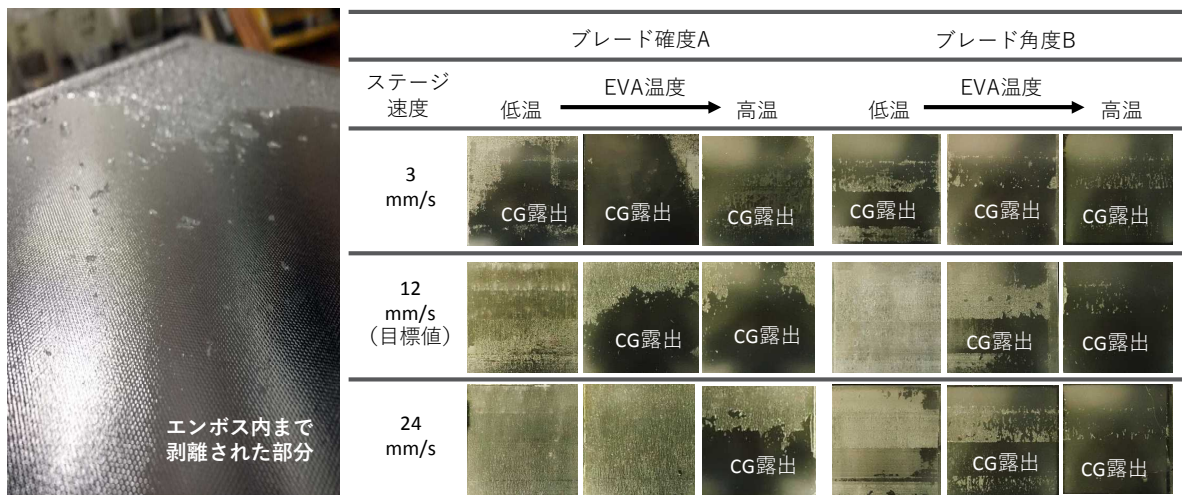 エンボス内まで
剥離された部分
ブレード確度A
ブレード角度B
ステージ
速度
低温
EVA温度
高温
低温
EVA温度
高温
3
mm/s
CG露出
CG露出
CG露出
CG露出
CG露出
CG露出
12
mm/s
（目標値）
CG露出
CG露出
CG露出
CG露出
24
mm/s
CG露出
CG露出
CG露出